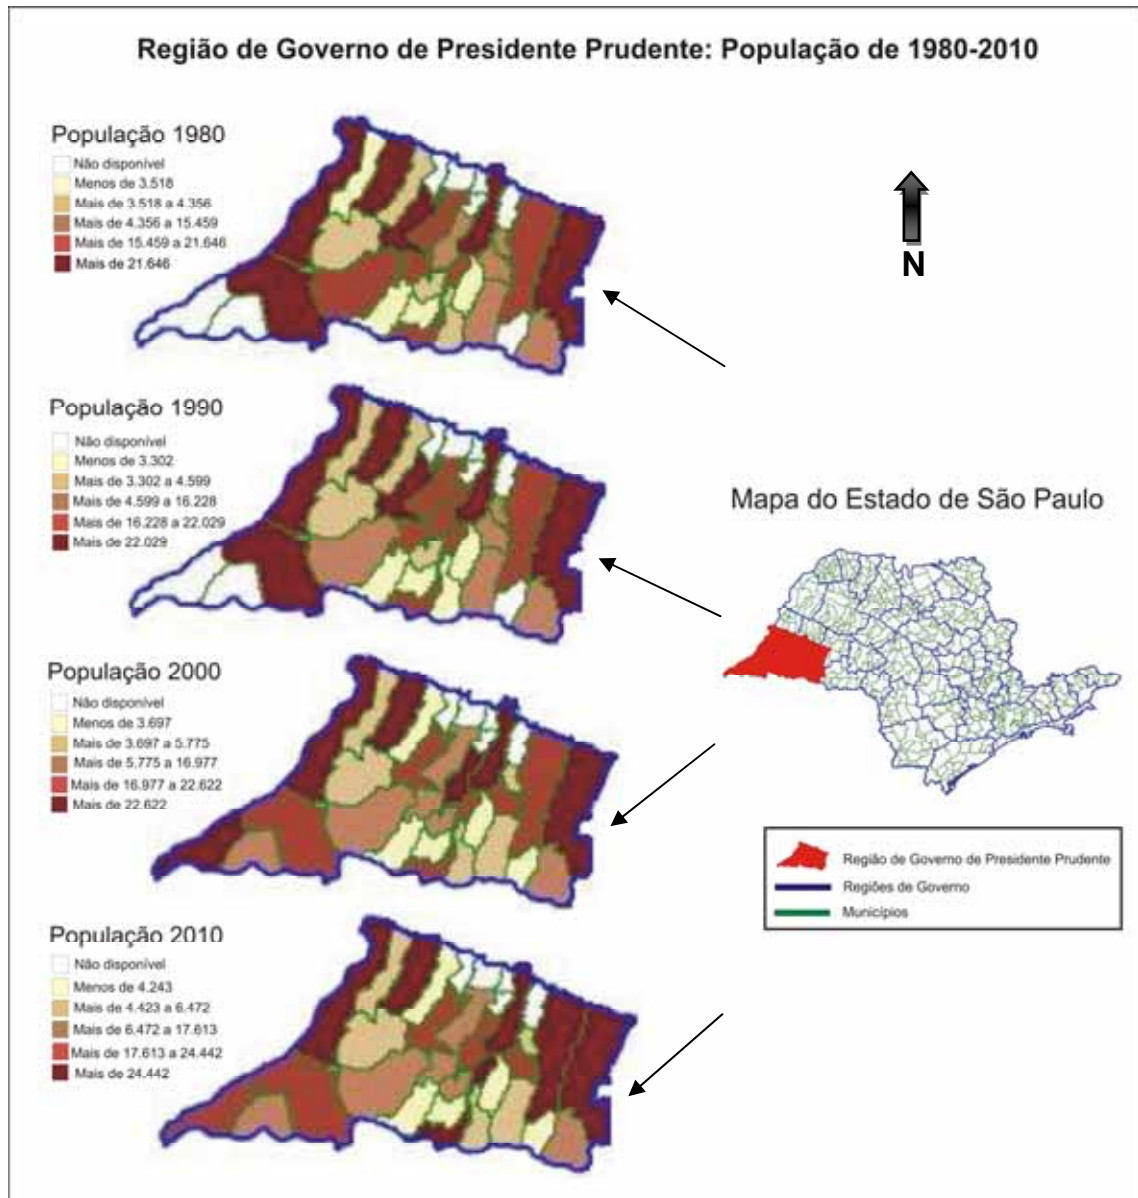 Região de Governo de Presidente Prudente: População de 1980-2010
População 1980
Não disponível
Menos de 3.518
Mais de 3.518 a 4.356
Mais de 4.356 a 15.459
Mais de 15.459 a 21.646
Mais de 21.646
N
População 1990
Não disponível
Menos de 3.302
Mais de 3.302 a 4.599
Mais de 4.599 a 16.228
Mais de 16.228 a 22.029
Mais de 22.029
Mapa do Estado de São Paulo
População 2000
Não disponível
Menos de 3.697
Mais de 3.697 a 5.775
Mais de 5.775 a 16.977
Mais de 16.977 a 22.622
Mais de 22.622
Região de Governo de Presidente Prudente
Regiões de Governo
Municípios
População 2010
Não disponível
Menos de 4.243
Mais de 4.423 a 6.472
Mais de 6.472 a 17.613
Mais de 17.613 a 24.442
Mais de 24.442